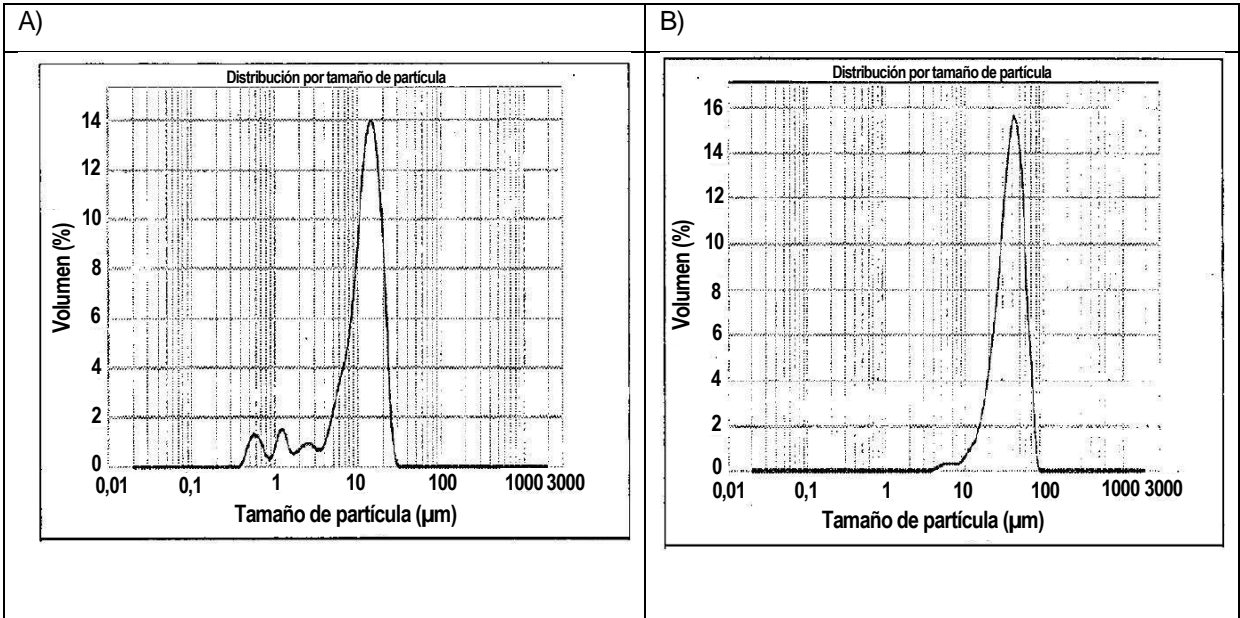 A)
Distribución por tamaño de partícula
Volumen (%)
14
12
10
8
6
4
2
0
0,01 0,1 1 10 100 1000 3000
Tamaño de partícula (µm)
B)
Distribución por tamaño de partícula
Volumen (%)
16
14
12
10
8
6
4
2
0
0,01 0,1 1 10 100 1000 3000
Tamaño de partícula (µm)